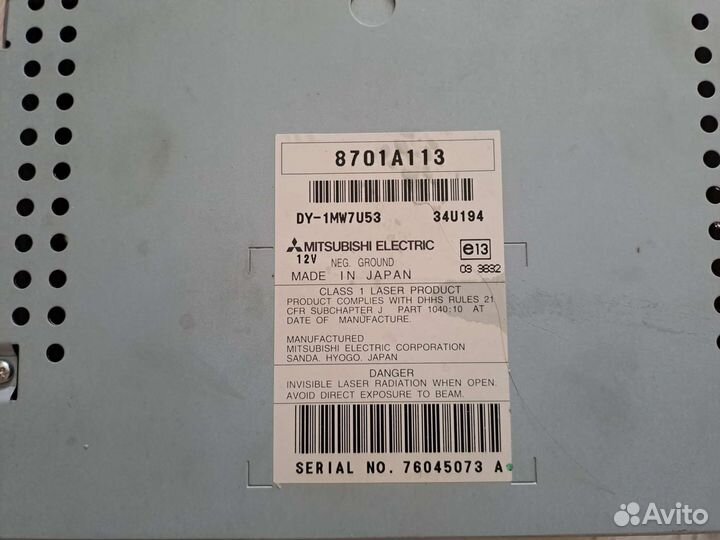 8701A113
DY-1MW7U53 34U194
MITSUBISHI ELECTRIC e13
12V NEG. GROUND 03 3832
MADE IN JAPAN
CLASS 1 LASER PRODUCT
PRODUCT COMPLIES WITH DHHS RULES 21
CFR SUBCHAPTER J PART 1040:10 AT
DATE OF MANUFACTURE.
MANUFACTURED
MITSUBISHI ELECTRIC CORPORATION
SANDA, HYOGO, JAPAN
DANGER
INVISIBLE LASER RADIATION WHEN OPEN.
AVOID DIRECT EXPOSURE TO BEAM.
SERIAL NO. 76045073 A
Avito